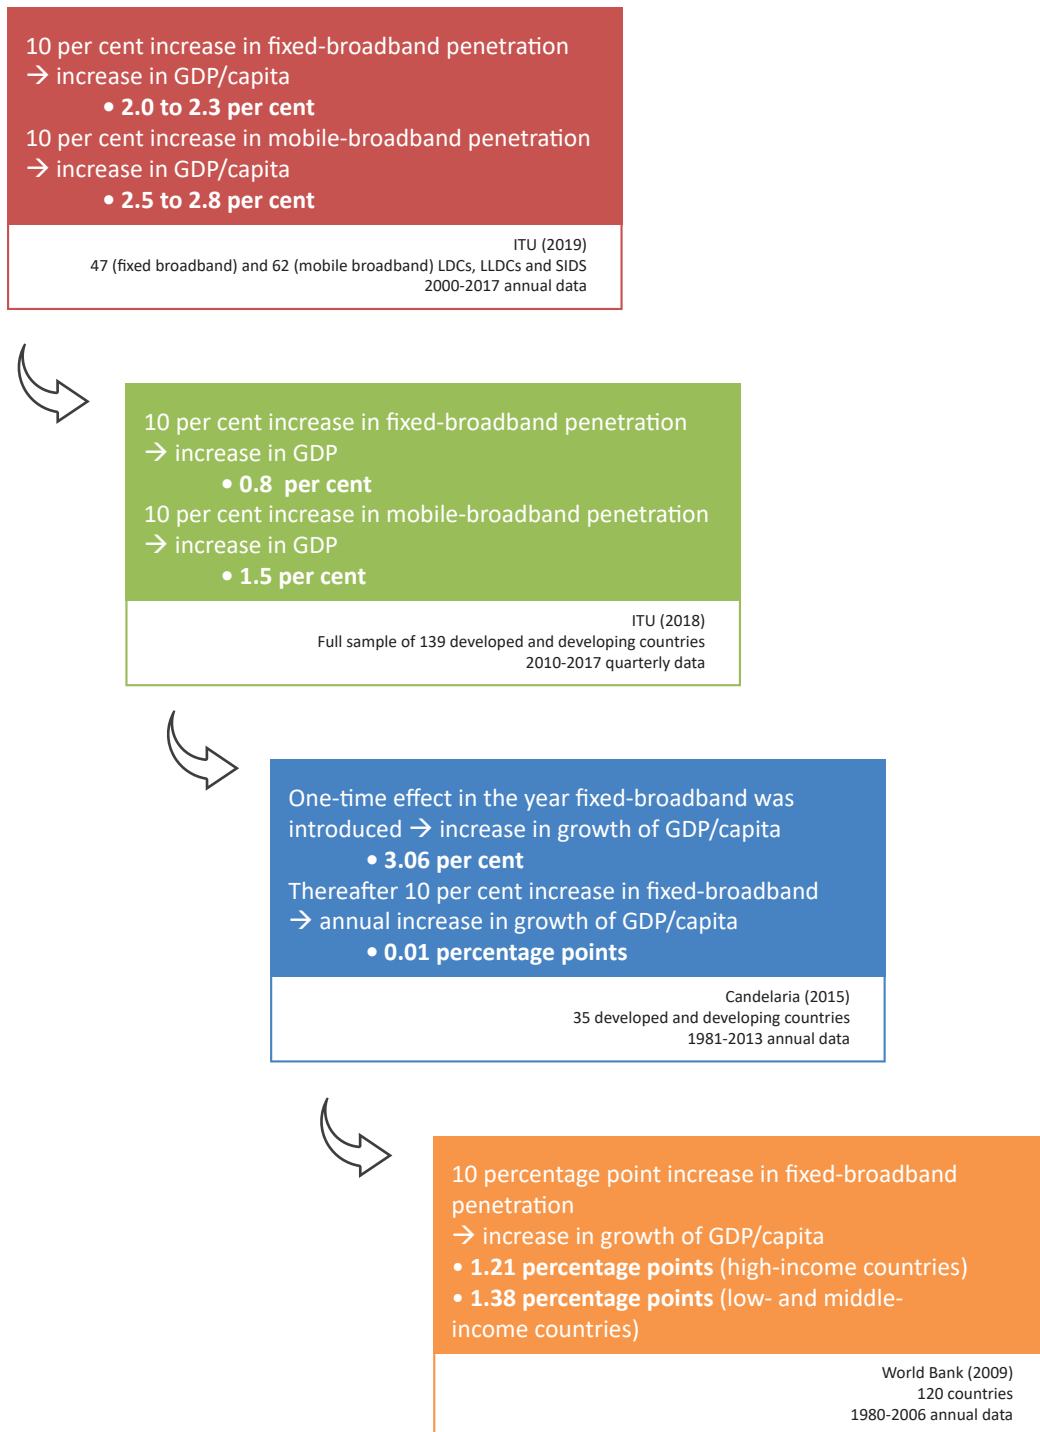 10 per cent increase in fixed-broadband penetration
→ increase in GDP/capita
• 2.0 to 2.3 per cent
10 per cent increase in mobile-broadband penetration
→ increase in GDP/capita
• 2.5 to 2.8 per cent
ITU (2019)
47 (fixed broadband) and 62 (mobile broadband) LDCs, LLDCs and SIDS
2000-2017 annual data
10 per cent increase in fixed-broadband penetration
→ increase in GDP
• 0.8 per cent
10 per cent increase in mobile-broadband penetration
→ increase in GDP
• 1.5 per cent
ITU (2018)
Full sample of 139 developed and developing countries
2010-2017 quarterly data
One-time effect in the year fixed-broadband was
introduced → increase in growth of GDP/capita
• 3.06 per cent
Thereafter 10 per cent increase in fixed-broadband
→ annual increase in growth of GDP/capita
• 0.01 percentage points
Candelaria (2015)
35 developed and developing countries
1981-2013 annual data
10 percentage point increase in fixed-broadband
penetration
→ increase in growth of GDP/capita
• 1.21 percentage points (high-income countries)
• 1.38 percentage points (low- and middle-
income countries)
World Bank (2009)
120 countries
1980-2006 annual data